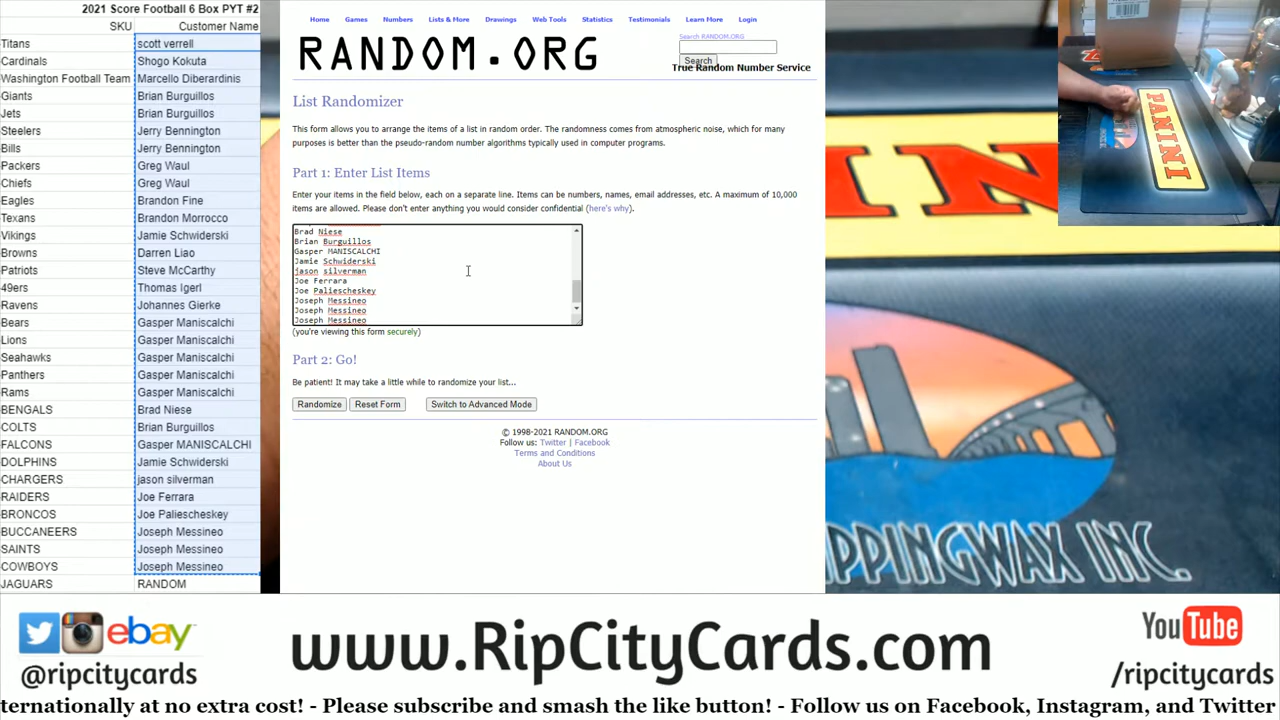 2021 Score Football 6 Box PYT #2
SKU Customer Name
Titans scott verrell
Cardinals Shogo Kokuta
Washington Football Team Marcello Diberardinis
Giants Brian Burguillos
Jets Brian Burguillos
Steelers Jerry Bennington
Bills Jerry Bennington
Packers Greg Waul
Chiefs Greg Waul
Eagles Brandon Fine
Texans Brandon Morrocco
Vikings Jamie Schwiderski
Browns Darren Liao
Patriots Steve McCarthy
49ers Thomas Igerl
Ravens Johannes Gierke
Bears Gasper Maniscalchi
Lions Gasper Maniscalchi
Seahawks Gasper Maniscalchi
Panthers Gasper Maniscalchi
Rams Gasper Maniscalchi
BENGALS Brad Niese
COLTS Brian Burguillos
FALCONS Gasper MANISCALCHI
DOLPHINS Jamie Schwiderski
CHARGERS jason silverman
RAIDERS Joe Ferrara
BRONCOS Joe Paliescheskey
BUCCANEERS Joseph Messineo
SAINTS Joseph Messineo
COWBOYS Joseph Messineo
JAGUARS RANDOM
Home Games Numbers Lists & More Drawings Web Tools Statistics Testimonials Learn More Login
RANDOM.ORG
Search RANDOM.ORG
Search
True Random Number Service
List Randomizer
This form allows you to arrange the items of a list in random order. The randomness comes from atmospheric noise, which for many
purposes is better than the pseudo-random number algorithms typically used in computer programs.
Part 1: Enter List Items
Enter your items in the field below, each on a separate line. Items can be numbers, names, email addresses, etc. A maximum of 10,000
items are allowed. Please don't enter anything you would consider confidential (here's why).
Brad Niese
Brian Burguillos
Gasper MANISCALCHI
Jamie Schwiderski
jason silverman
Joe Ferrara
Joe Paliescheskey
Joseph Messineo
Joseph Messineo
Joseph Messineo
(you're viewing this form securely)
Part 2: Go!
Be patient! It may take a little while to randomize your list...
Randomize Reset Form Switch to Advanced Mode
© 1998-2021 RANDOM.ORG
Follow us: Twitter | Facebook
Terms and Conditions
About Us
PANINI
IN
PPINGWAX INC.
ebay
@ripcitycards
www.RipCityCards.com
YouTube
/ripcitycards
ternationally at no extra cost! - Please subscribe and smash the like button! - Follow us on Facebook, Instagram, and Twitter